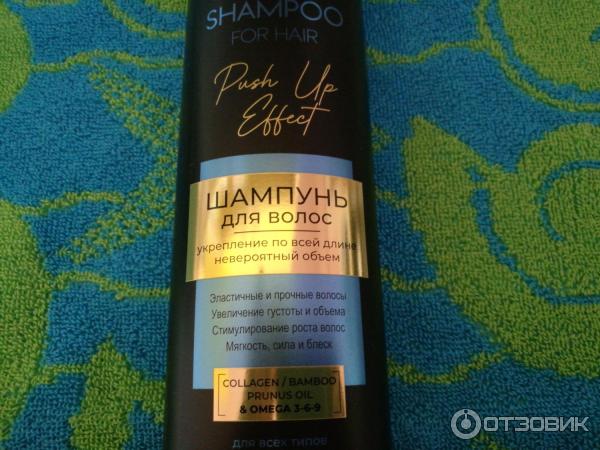 SHAMPOO
FOR HAIR
Push Up
Effect
ШАМПУНЬ
ДЛЯ ВОЛОС
укрепление по всей длине
невероятный объем
Эластичные и прочные волосы
Увеличение густоты и объема
Стимулирование роста волос
Мягкость, сила и блеск
COLLAGEN / BAMBOO
PRUNUS OIL
& OMEGA 3-6-9
для всех типов
ОТЗОВИК